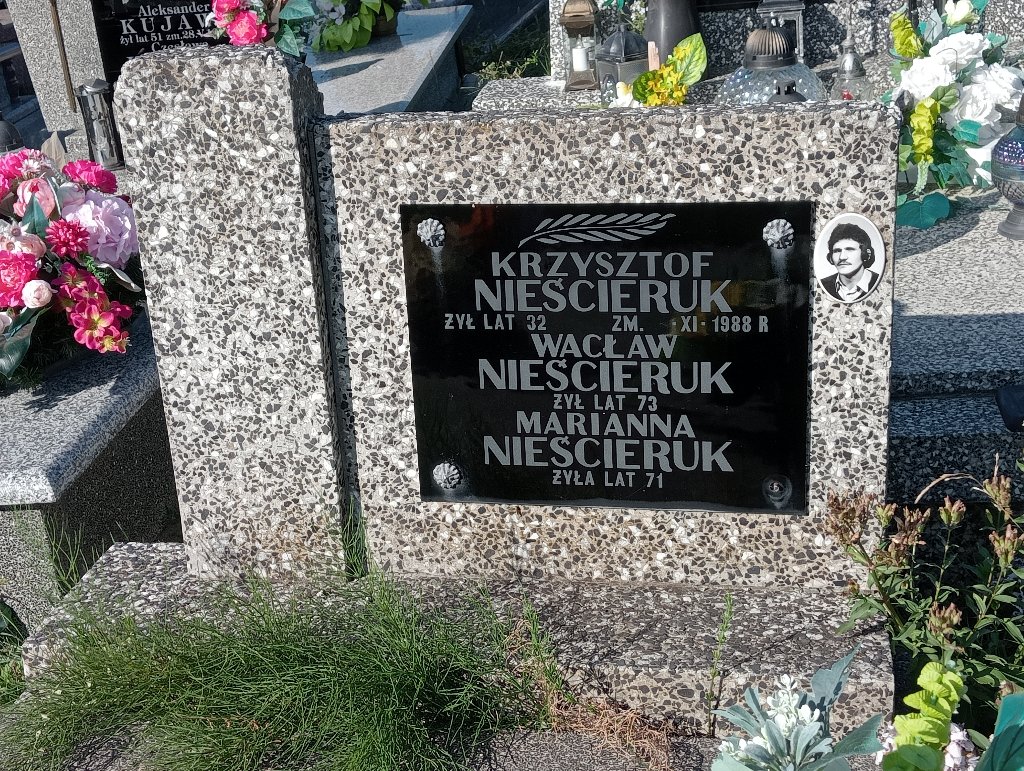 Aleksander
żył lat 51 zm.28.V
Czesława
KRZYSZTOF
NIEŚCIERUK
ŻYŁ LAT 32 ZM. -XI-1988 R
WACŁAW
NIEŚCIERUK
ŻYŁ LAT 73
MARIANNA
NIEŚCIERUK
ŻYŁA LAT 71